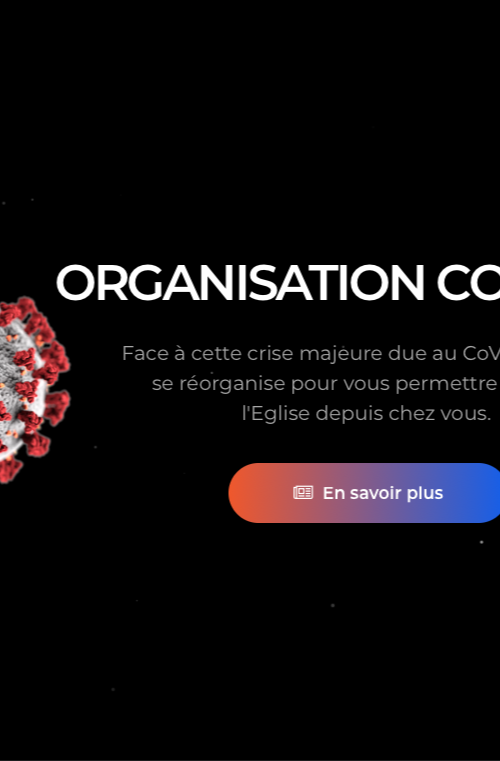 ORGANISATION CO
Face à cette crise majeure due au CoV
se réorganise pour vous permettre
l'Eglise depuis chez vous.
En savoir plus